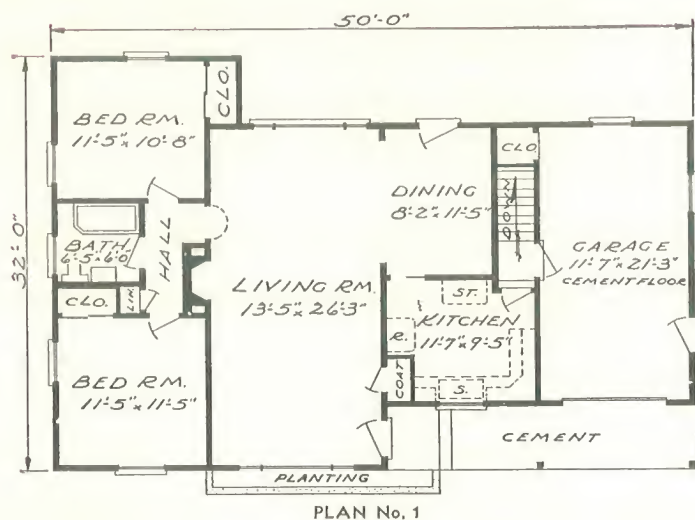 50'-0"
32'-0"
BED RM.
11'-5" x 10'-8"
CLO.
CLO.
DINING
8'-2" x 11'-5"
DOWN
BATH
6'-5" x 6'-0"
HALL
GARAGE
11'-7" x 21'-3"
CEMENT FLOOR
LIVING RM.
13'-5" x 26'-3"
CLO.
LIN.
ST.
KITCHEN
11'-7" x 9'-5"
R.
BED RM.
11'-5" x 11'-5"
COAT
S.
CEMENT
PLANTING
PLAN No. 1